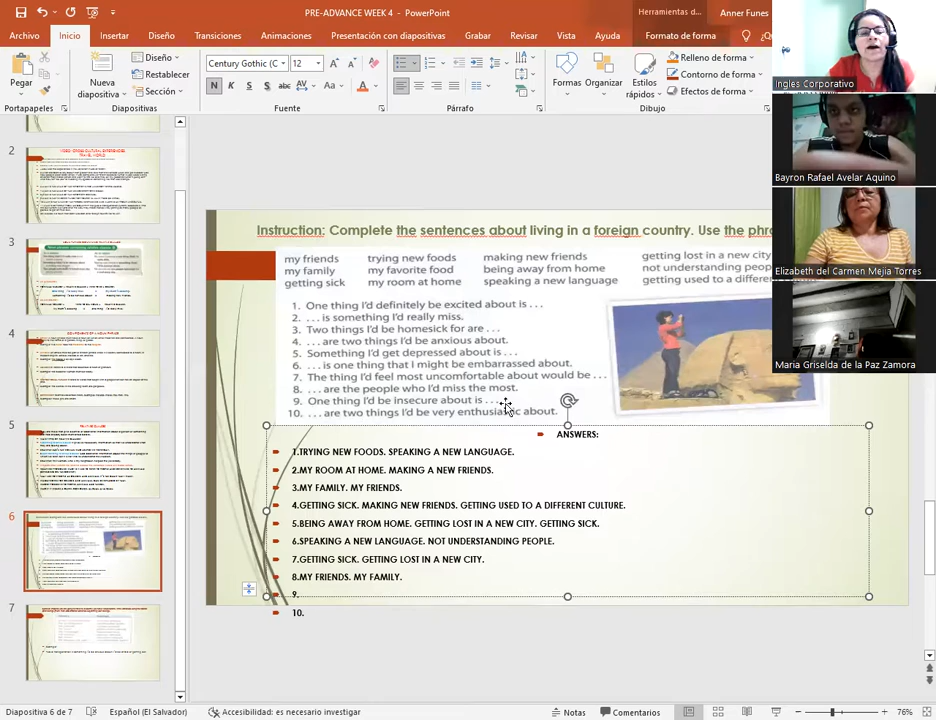 PRE-ADVANCE WEEK 4 - PowerPoint
Herramientas d...
Anner Funes
Archivo Inicio Insertar Diseño Transiciones Animaciones Presentación con diapositivas Grabar Revisar Vista Ayuda Formato de forma
Pegar
Nueva diapositiva
Diseño
Restablecer
Sección
Century Gothic (C 12
N K S S abc AV Aa A
Formas Organizar Estilos rápidos
Relleno de forma
Contorno de forma
Efectos de forma
Portapapeles Diapositivas Fuente Párrafo Dibujo
Ingles Corporativo
Bayron Rafael Avelar Aquino
Elizabeth del Carmen Mejia Torres
Maria Griselda de la Paz Zamora
2
3
4
5
6
7
Instruction: Complete the sentences about living in a foreign country. Use the phra
my friends trying new foods making new friends getting lost in a new city
my family my favorite food being away from home not understanding peop
getting sick my room at home speaking a new language getting used to a differe
1. One thing I'd definitely be excited about is . . .
2. . . . is something I'd really miss.
3. Two things I'd be homesick for are . . .
4. . . . are two things I'd be anxious about.
5. Something I'd get depressed about is . . .
6. . . . is one thing that I might be embarrassed about.
7. The thing I'd feel most uncomfortable about would be . . .
8. . . . are the people who I'd miss the most.
9. One thing I'd be insecure about is . . .
10. . . . are two things I'd be very enthusiastic about.
ANSWERS:
1.TRYING NEW FOODS. SPEAKING A NEW LANGUAGE.
2.MY ROOM AT HOME. MAKING A NEW FRIENDS.
3.MY FAMILY. MY FRIENDS.
4.GETTING SICK. MAKING NEW FRIENDS. GETTING USED TO A DIFFERENT CULTURE.
5.BEING AWAY FROM HOME. GETTING LOST IN A NEW CITY. GETTING SICK.
6.SPEAKING A NEW LANGUAGE. NOT UNDERSTANDING PEOPLE.
7.GETTING SICK. GETTING LOST IN A NEW CITY.
8.MY FRIENDS. MY FAMILY.
9.
10.
Diapositiva 6 de 7 Español (El Salvador) Accesibilidad: es necesario investigar Notas Comentarios 76%